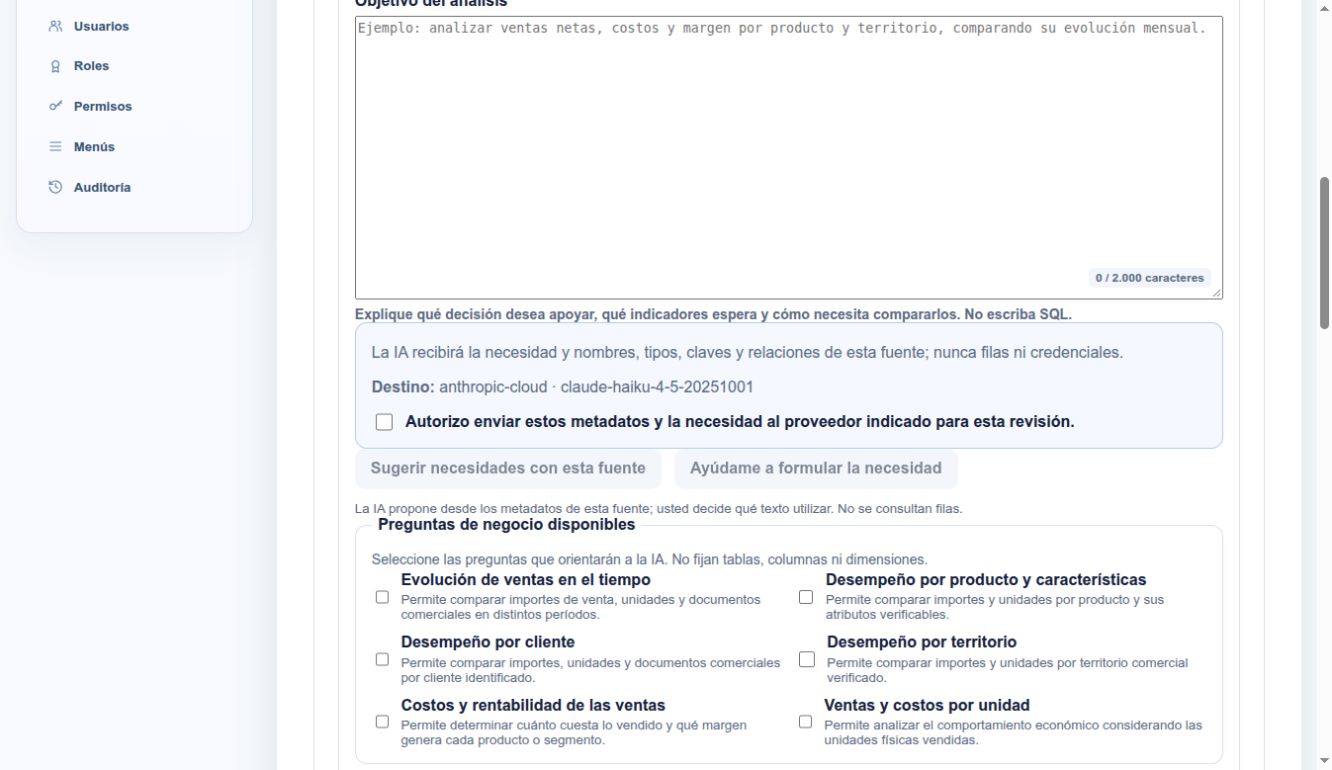 Usuarios
Roles
Permisos
Menús
Auditoría
Objetivo del análisis
Ejemplo: analizar ventas netas, costos y margen por producto y territorio, comparando su evolución mensual.
0 / 2.000 caracteres
Explique qué decisión desea apoyar, qué indicadores espera y cómo necesita compararlos. No escriba SQL.
La IA recibirá la necesidad y nombres, tipos, claves y relaciones de esta fuente; nunca filas ni credenciales.
Destino: anthropic-cloud · claude-haiku-4-5-20251001
Autorizo enviar estos metadatos y la necesidad al proveedor indicado para esta revisión.
Sugerir necesidades con esta fuente
Ayúdame a formular la necesidad
La IA propone desde los metadatos de esta fuente; usted decide qué texto utilizar. No se consultan filas.
Preguntas de negocio disponibles
Seleccione las preguntas que orientarán a la IA. No fijan tablas, columnas ni dimensiones.
Evolución de ventas en el tiempo
Permite comparar importes de venta, unidades y documentos
comerciales en distintos períodos.
Desempeño por producto y características
Permite comparar importes y unidades por producto y sus
atributos verificables.
Desempeño por cliente
Permite comparar importes, unidades y documentos comerciales
por cliente identificado.
Desempeño por territorio
Permite comparar importes y unidades por territorio comercial
verificado.
Costos y rentabilidad de las ventas
Permite determinar cuánto cuesta lo vendido y qué margen
genera cada producto o segmento.
Ventas y costos por unidad
Permite analizar el comportamiento económico considerando las
unidades físicas vendidas.